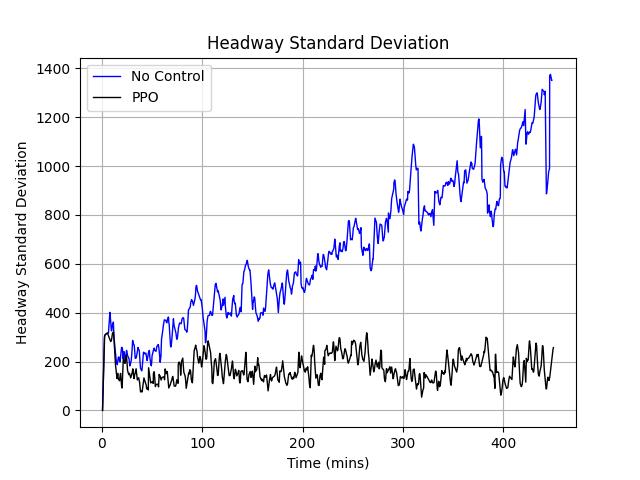 Headway Standard Deviation
No Control
PPO
Headway Standard Deviation
1400
1200
1000
800
600
400
200
0
0 100 200 300 400
Time (mins)